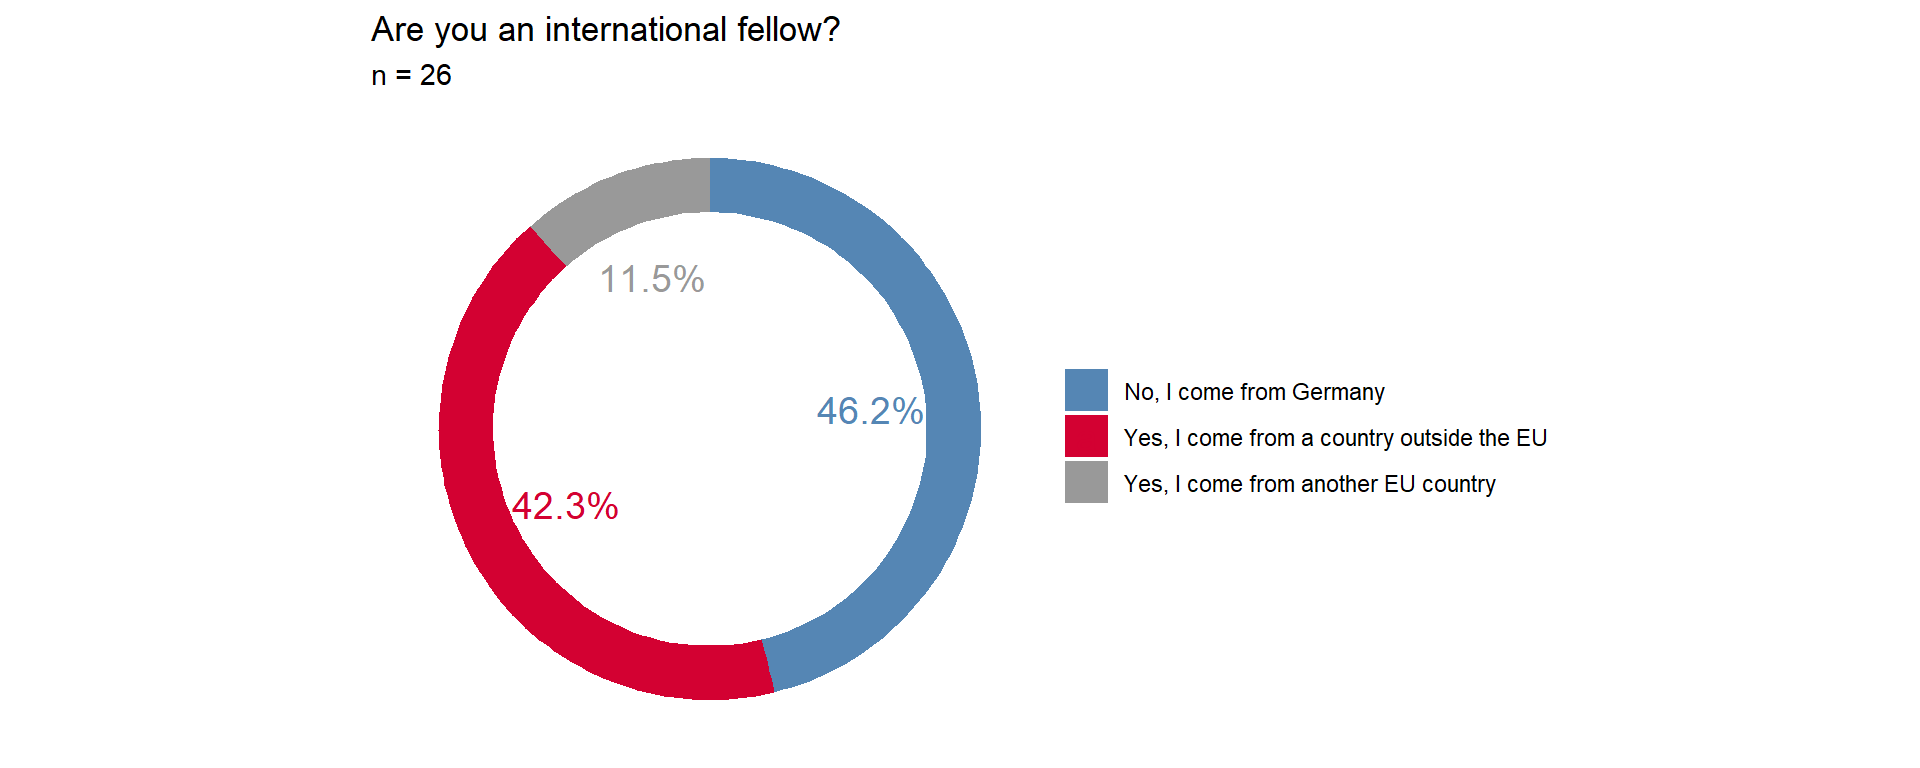 Are you an international fellow?
n = 26
11.5%
46.2%
42.3%
No, I come from Germany
Yes, I come from a country outside the EU
Yes, I come from another EU country